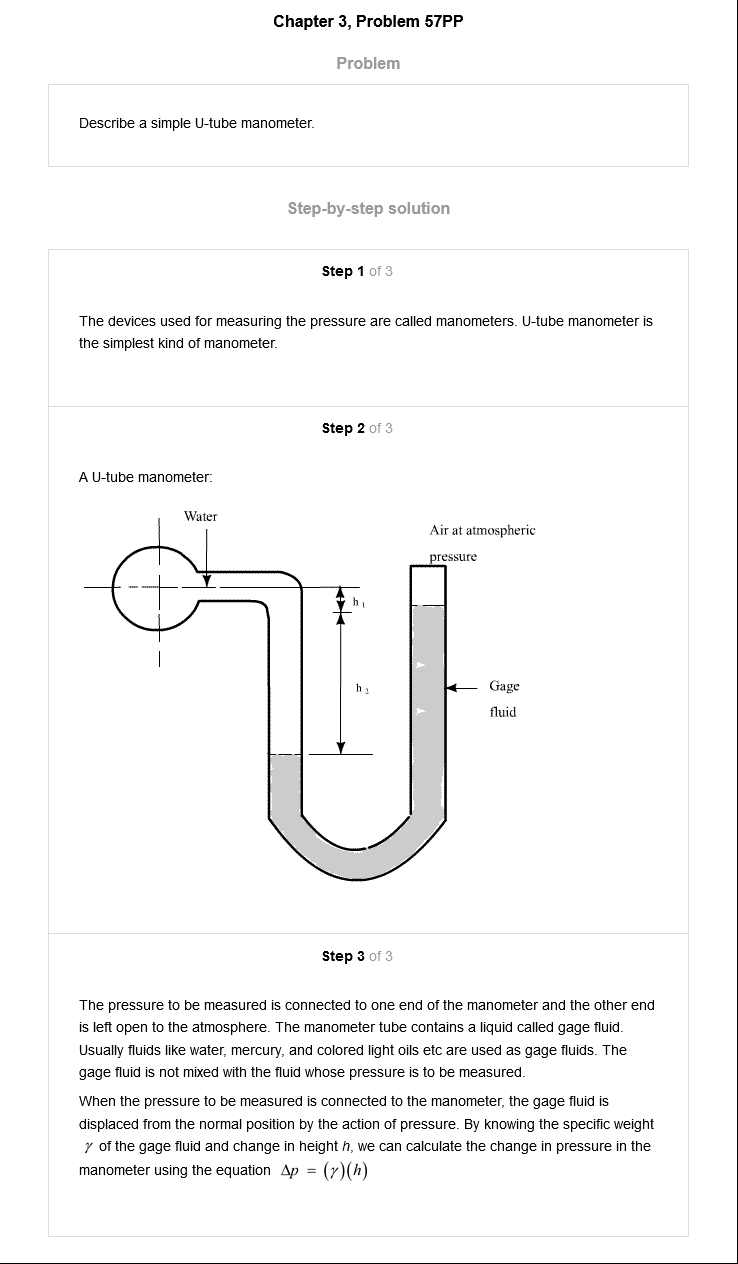 Chapter 3, Problem 57PP
Problem
Describe a simple U-tube manometer.
Step-by-step solution
Step 1 of 3
The devices used for measuring the pressure are called manometers. U-tube manometer is
the simplest kind of manometer.
Step 2 of 3
A U-tube manometer:
Water
Air at atmospheric
pressure
h₁
h₂
Gage
fluid
Step 3 of 3
The pressure to be measured is connected to one end of the manometer and the other end
is left open to the atmosphere. The manometer tube contains a liquid called gage fluid.
Usually fluids like water, mercury, and colored light oils etc are used as gage fluids. The
gage fluid is not mixed with the fluid whose pressure is to be measured.
When the pressure to be measured is connected to the manometer, the gage fluid is
displaced from the normal position by the action of pressure. By knowing the specific weight
γ of the gage fluid and change in height h, we can calculate the change in pressure in the
manometer using the equation Δp = (γ)(h)